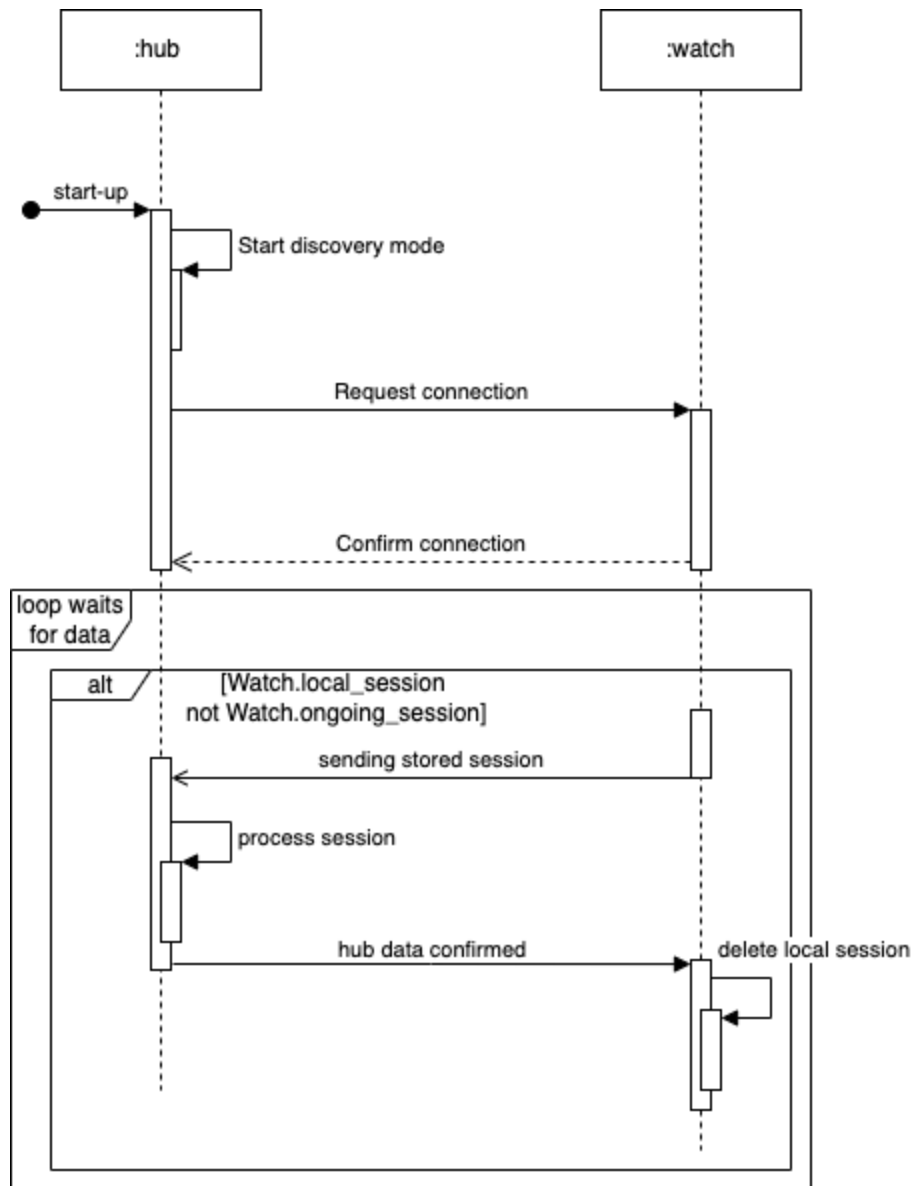 :hub
:watch
start-up
Start discovery mode
Request connection
Confirm connection
loop waits
for data
alt
[Watch.local_session
not Watch.ongoing_session]
sending stored session
process session
hub data confirmed
delete local session